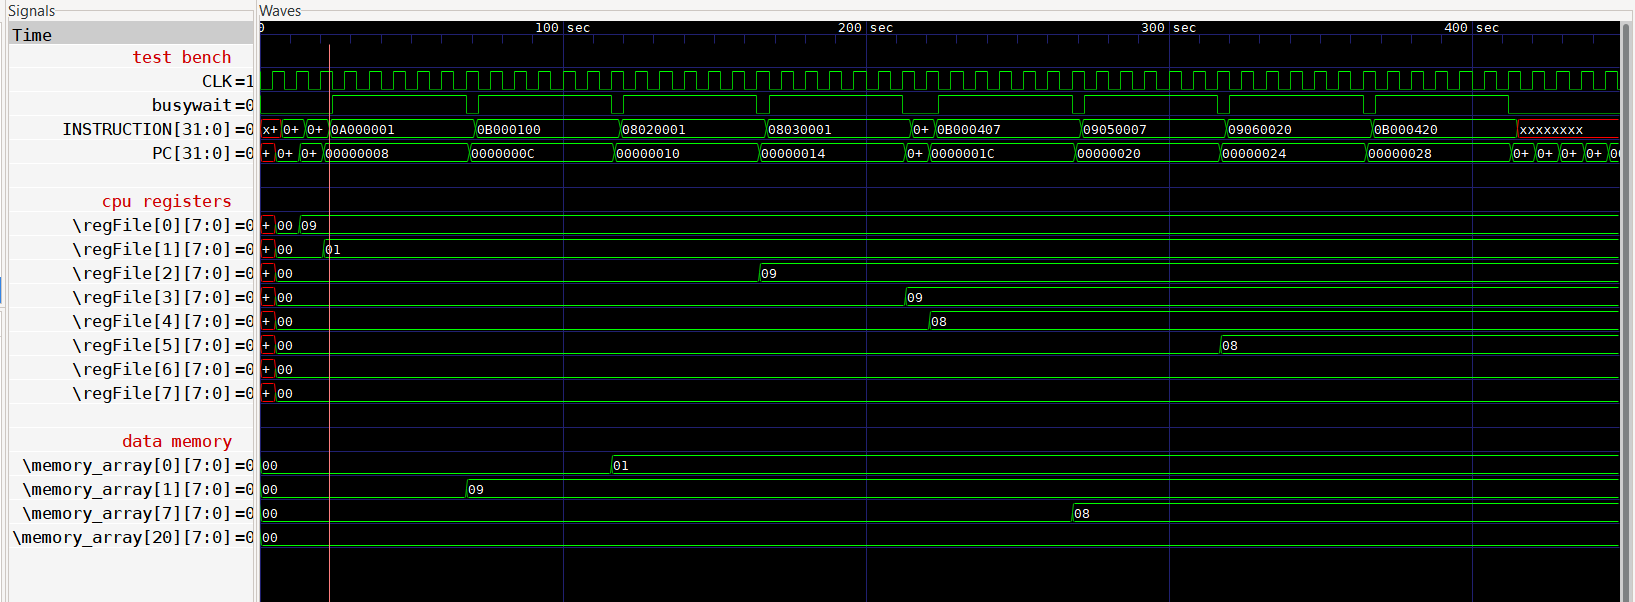 Signals Waves
Time 0 100 sec 200 sec 300 sec 400 sec
test bench
CLK=1
busywait=0
INSTRUCTION[31:0]=0 x+ 0+ 0+ 0A000001 0B000100 08020001 08030001 0+ 0B000407 09050007 09060020 0B000420 xxxxxxxx
PC[31:0]=0 + 0+ 0+ 00000008 0000000C 00000010 00000014 0+ 0000001C 00000020 00000024 00000028 0+ 0+ 0+ 0+
cpu registers
\regFile[0][7:0]=0 + 00 09
\regFile[1][7:0]=0 + 00 01
\regFile[2][7:0]=0 + 00 09
\regFile[3][7:0]=0 + 00 09
\regFile[4][7:0]=0 + 00 08
\regFile[5][7:0]=0 + 00 08
\regFile[6][7:0]=0 + 00
\regFile[7][7:0]=0 + 00
data memory
\memory_array[0][7:0]=0 00 01
\memory_array[1][7:0]=0 00 09
\memory_array[7][7:0]=0 00 08
\memory_array[20][7:0]=0 00